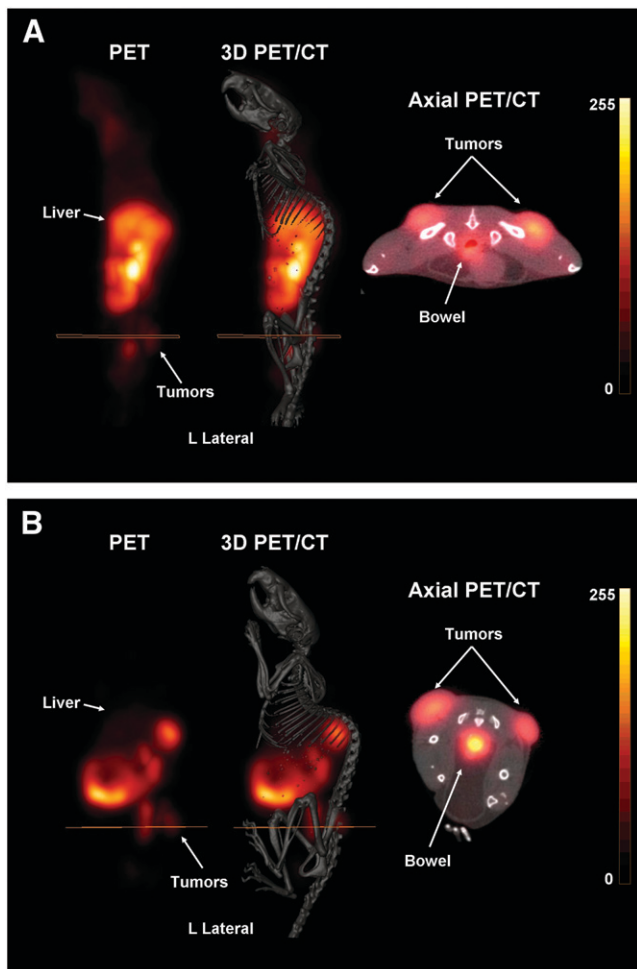 A
PET
3D PET/CT
Axial PET/CT
255
Tumors
Liver
Bowel
Tumors
0
L Lateral
B
PET
3D PET/CT
Axial PET/CT
255
Tumors
Liver
Bowel
Tumors
0
L Lateral